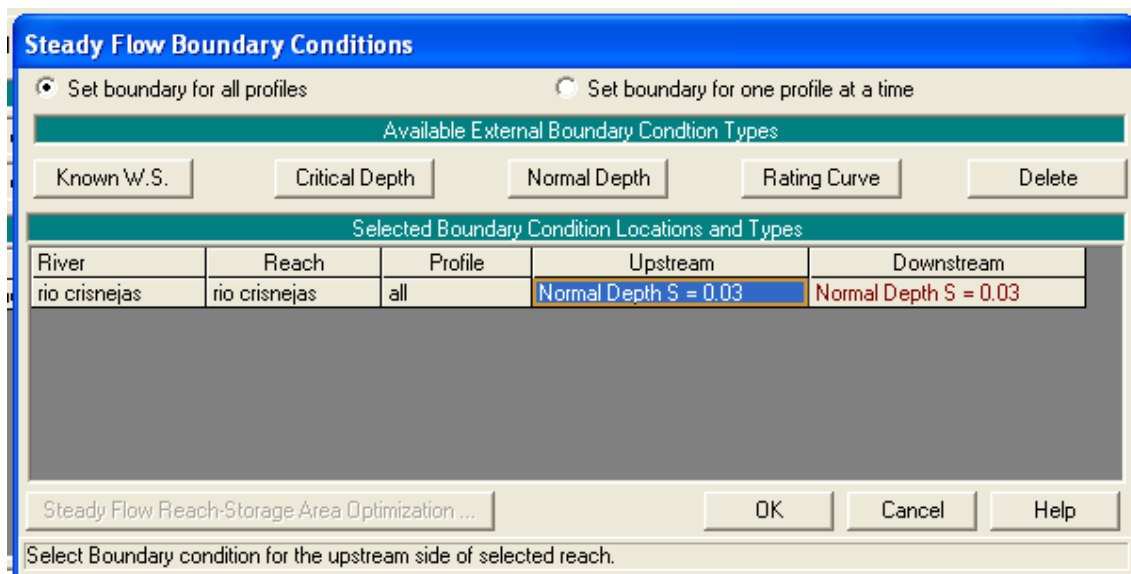 Steady Flow Boundary Conditions
Set boundary for all profiles Set boundary for one profile at a time
Available External Boundary Condtion Types
Known W.S. Critical Depth Normal Depth Rating Curve Delete
Selected Boundary Condition Locations and Types
River Reach Profile Upstream Downstream
rio crisnejas rio crisnejas all Normal Depth S = 0.03 Normal Depth S = 0.03
Steady Flow Reach-Storage Area Optimization ... OK Cancel Help
Select Boundary condition for the upstream side of selected reach.